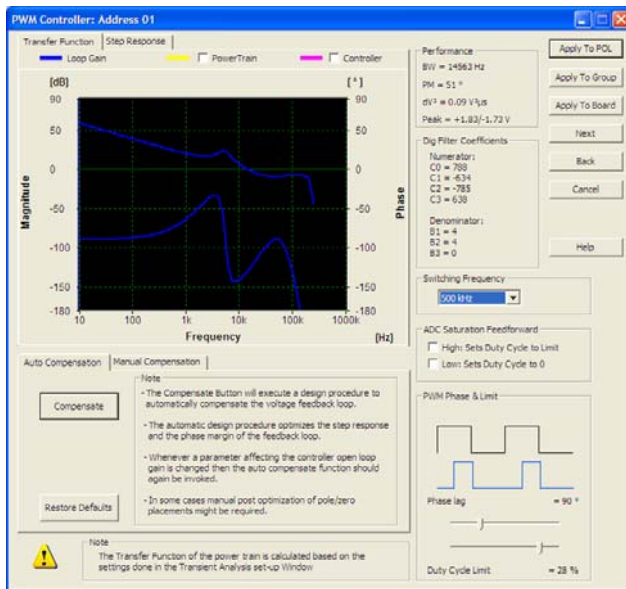 PWM Controller: Address 01
Transfer Function
Step Response
Loop Gain
PowerTrain
Controller
[dB]
[°]
90
50
0
-50
-100
-150
-180
Magnitude
90
50
0
-50
-100
-150
-180
Phase
10
100
1k
10k
100k
1000k
Frequency
[Hz]
Performance
BW = 14563 Hz
PM = 51 °
dV² = 0.09 V²µs
Peak = +1.83/-1.73 V
Dig Filter Coefficients
Numerator:
C0 = 788
C1 = -634
C2 = -785
C3 = 638
Denominator:
B1 = 4
B2 = 4
B3 = 0
Switching Frequency
500 kHz
ADC Saturation Feedforward
High: Sets Duty Cycle to Limit
Low: Sets Duty Cycle to 0
PWM Phase & Limit
Phase lag
= 90 °
Duty Cycle Limit
= 28 %
Apply To POL
Apply To Group
Apply To Board
Next
Back
Cancel
Help
Auto Compensation
Manual Compensation
Compensate
Restore Defaults
Note
- The Compensate Button will execute a design procedure to
automatically compensate the voltage feedback loop.
- The automatic design procedure optimizes the step response
and the phase margin of the feedback loop.
- Whenever a parameter affecting the controller open loop
gain is changed then the auto compensate function should
again be invoked.
- In some cases manual post optimization of pole/zero
placements might be required.
Note
The Transfer Function of the power train is calculated based on the
settings done in the Transient Analysis set-up Window